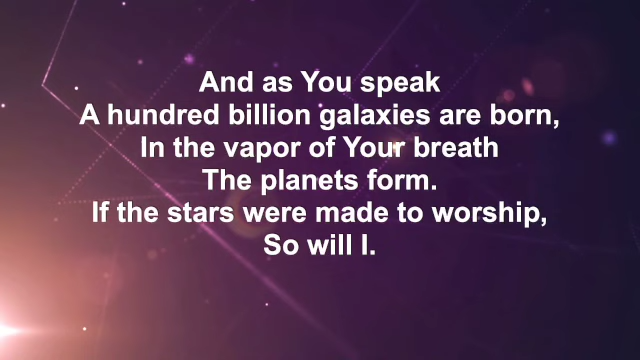 And as You speak
A hundred billion galaxies are born,
In the vapor of Your breath
The planets form.
If the stars were made to worship,
So will I.